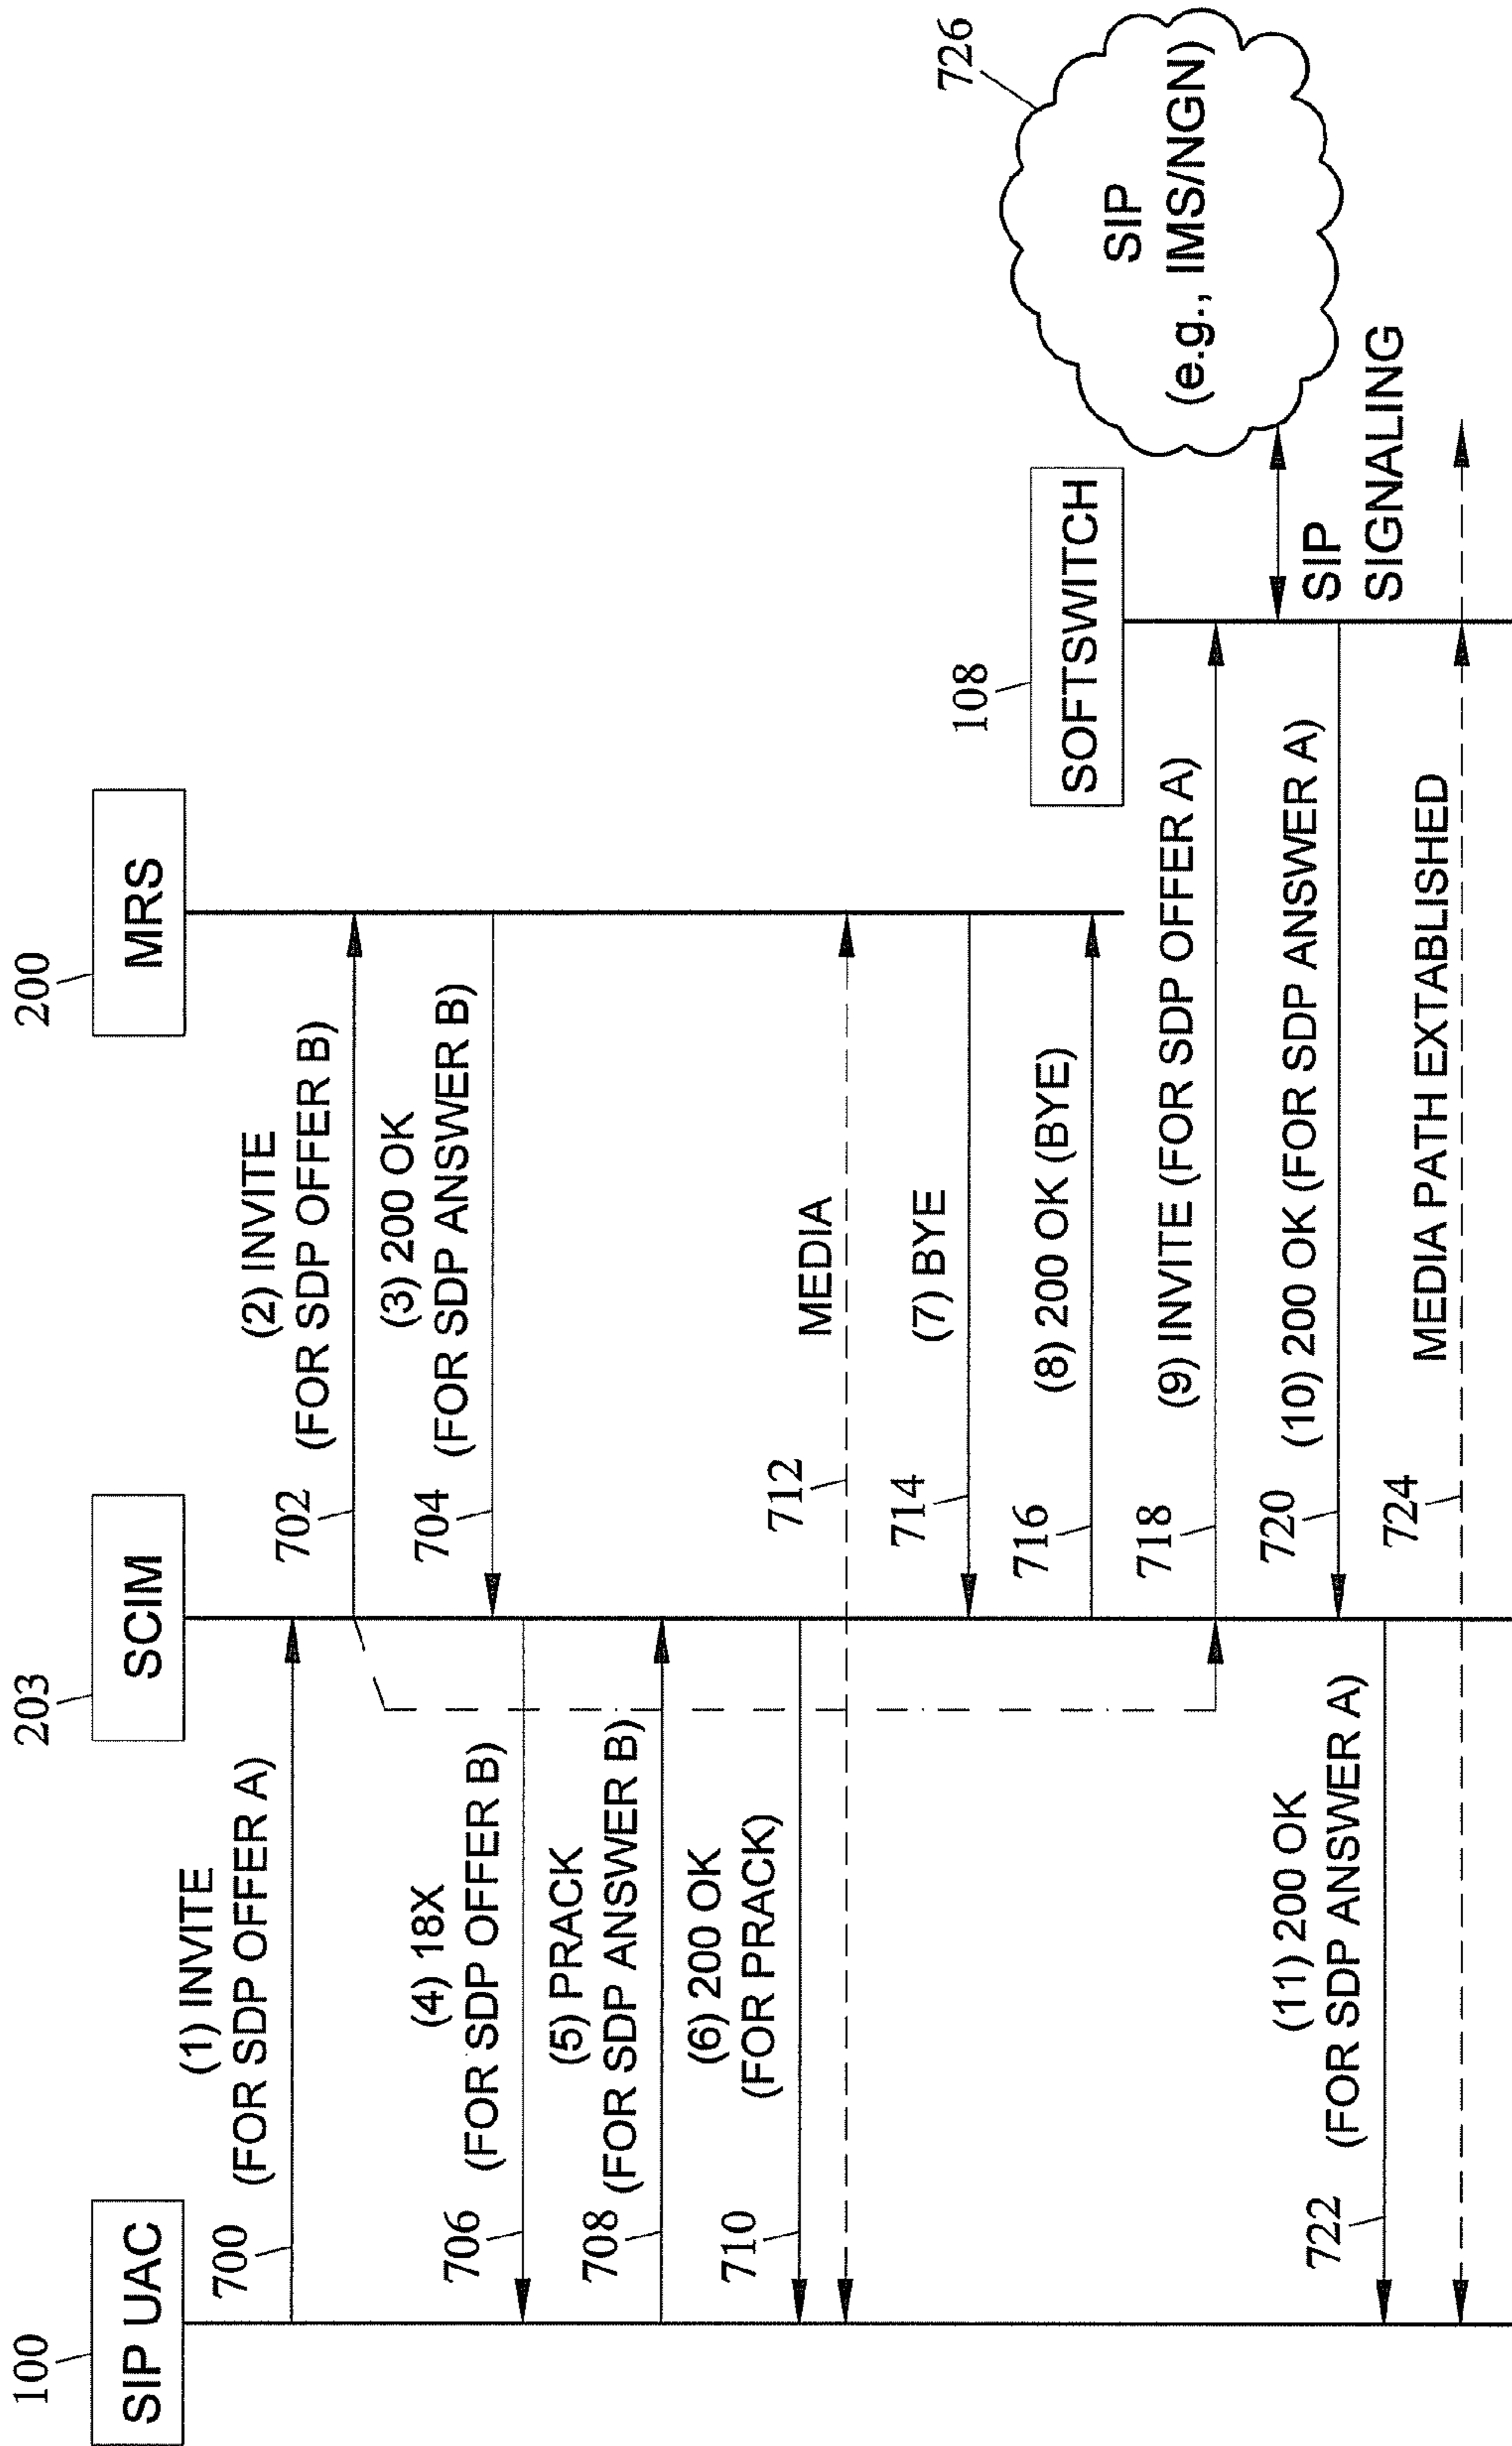 100
SIP UAC
203
SCIM
200
MRS
(1) INVITE
(FOR SDP OFFER A)
700
(2) INVITE
(FOR SDP OFFER B)
702
(3) 200 OK
(FOR SDP ANSWER B)
704
(4) 18X
(FOR SDP OFFER B)
706
(5) PRACK
(FOR SDP ANSWER B)
708
(6) 200 OK
(FOR PRACK)
710
MEDIA
712
(7) BYE
714
(8) 200 OK (BYE)
716
108
SOFTSWITCH
726
SIP
(e.g., IMS/NGN)
(9) INVITE (FOR SDP OFFER A)
718
SIP
SIGNALING
(10) 200 OK (FOR SDP ANSWER A)
720
(11) 200 OK
(FOR SDP ANSWER A)
722
MEDIA PATH EXTABLISHED
724